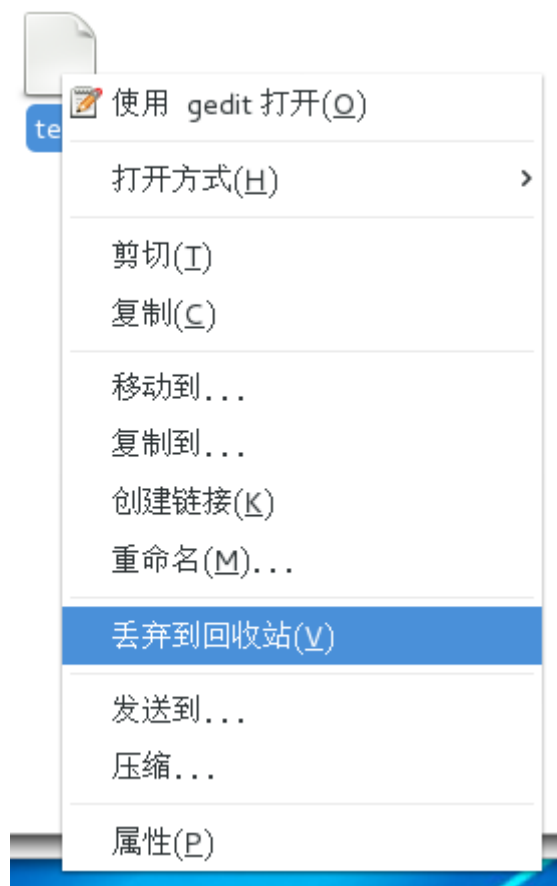 te
使用 gedit 打开(O)
打开方式(H)
剪切(T)
复制(C)
移动到...
复制到...
创建链接(K)
重命名(M)...
丢弃到回收站(V)
发送到...
压缩...
属性(P)